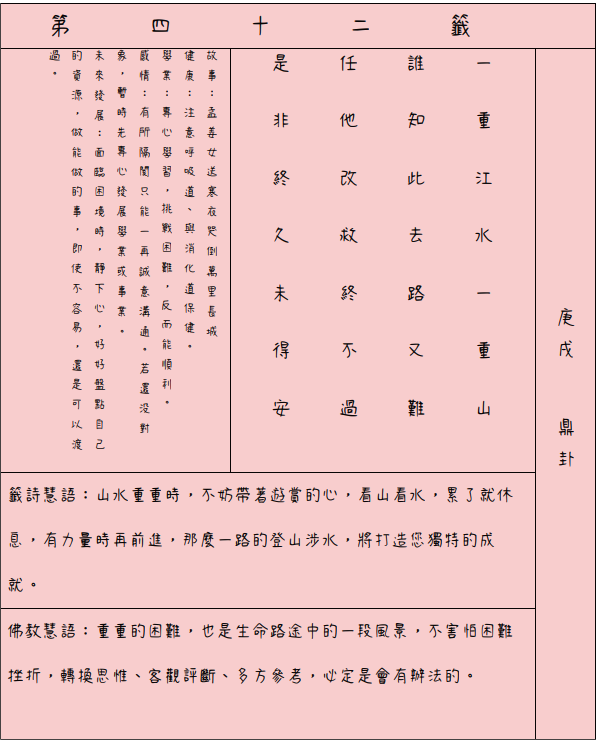 第四十二籤
庚戌 鼎卦
一重江水一重山
誰知此去路又難
任他改救終不過
是非終久未得安
故事：孟姜女送寒衣哭倒萬里長城
健康：注意呼吸道、與消化道保健。
學業：專心學習，挑戰困難，反而能順利。
感情：有所隔閡只能一再誠意溝通。若還沒對
象，暫時先專心發展學業或事業。
未來發展：面臨困境時，靜下心，好好盤點自己
的資源，做能做的事，即使不容易，還是可以渡
過。
籤詩慧語：山水重重時，不妨帶著遊賞的心，看山看水，累了就休
息，有力量時再前進，那麼一路的登山涉水，將打造您獨特的成
就。
佛教慧語：重重的困難，也是生命路途中的一段風景，不害怕困難
挫折，轉換思惟、客觀評斷、多方參考，必定是會有辦法的。